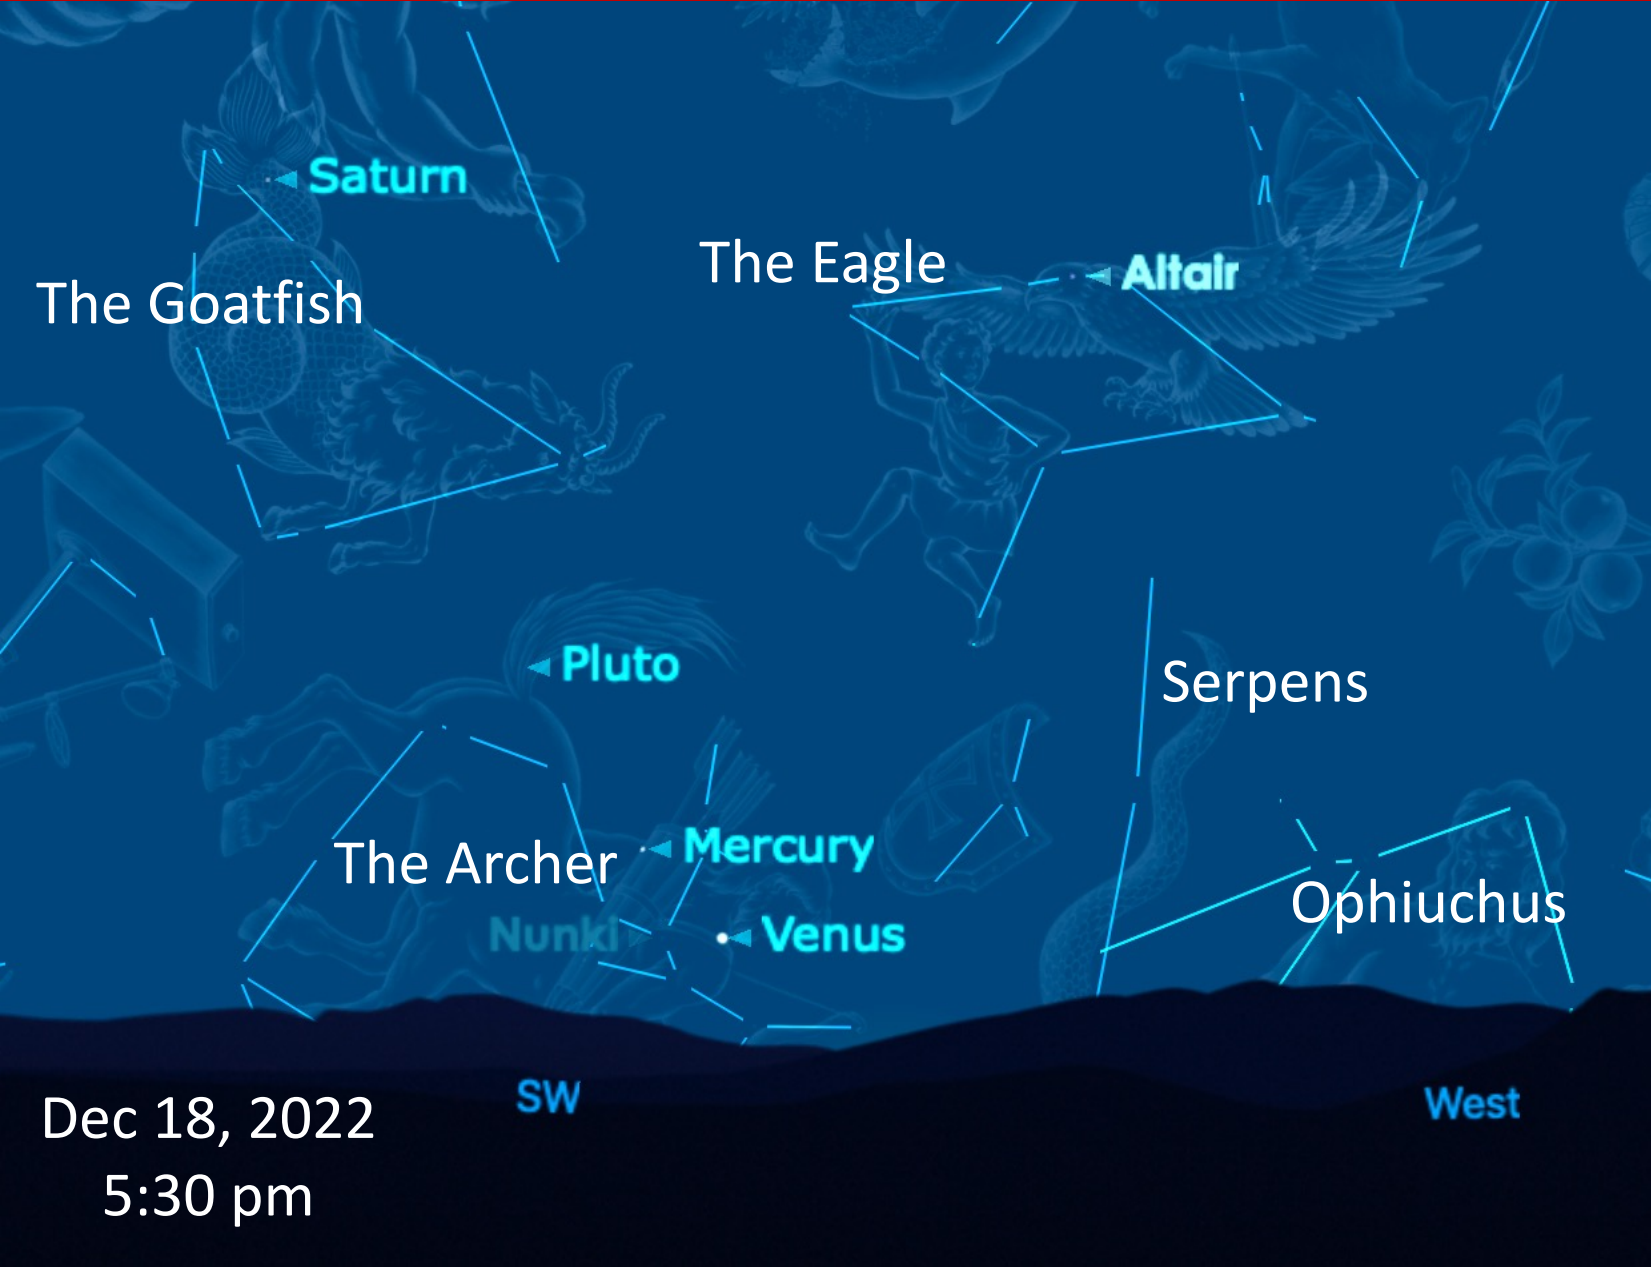 Saturn
The Eagle
Altair
The Goatfish
Pluto
Serpens
Mercury
The Archer
Ophiuchus
Nunki
Venus
SW
West
Dec 18, 2022
5:30 pm